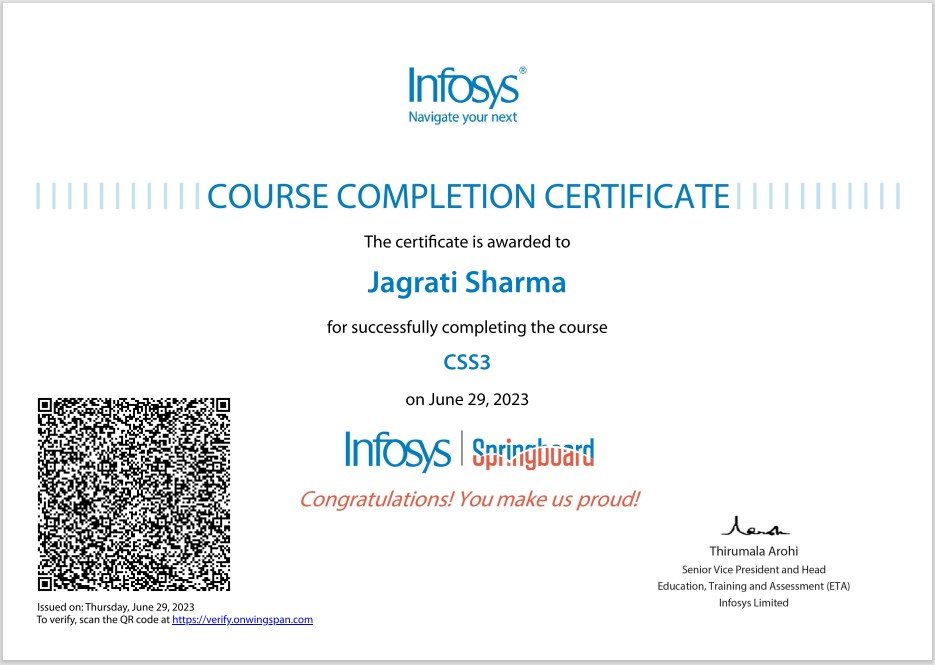 Infosys®
Navigate your next
COURSE COMPLETION CERTIFICATE
The certificate is awarded to
Jagrati Sharma
for successfully completing the course
CSS3
on June 29, 2023
Infosys | Springboard
Congratulations! You make us proud!
Thirumala Arohi
Senior Vice President and Head
Education, Training and Assessment (ETA)
Infosys Limited
Issued on: Thursday, June 29, 2023
To verify, scan the QR code at https://verify.onwingspan.com